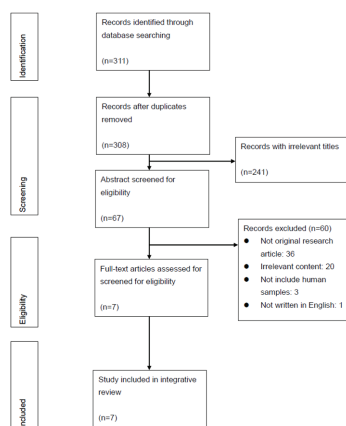 Identification
Records identified through
database searching
(n=311)
Records after duplicates
removed
(n=308)
Screening
Records with irrelevant titles
(n=241)
Abstract screened for
eligibility
(n=67)
Records excluded (n=60)
● Not original research
article: 36
● Irrelevant content: 20
● Not include human
samples: 3
● Not written in English: 1
Eligibility
Full-text articles assessed for
screened for eligibility
(n=7)
Included
Study included in integrative
review
(n=7)